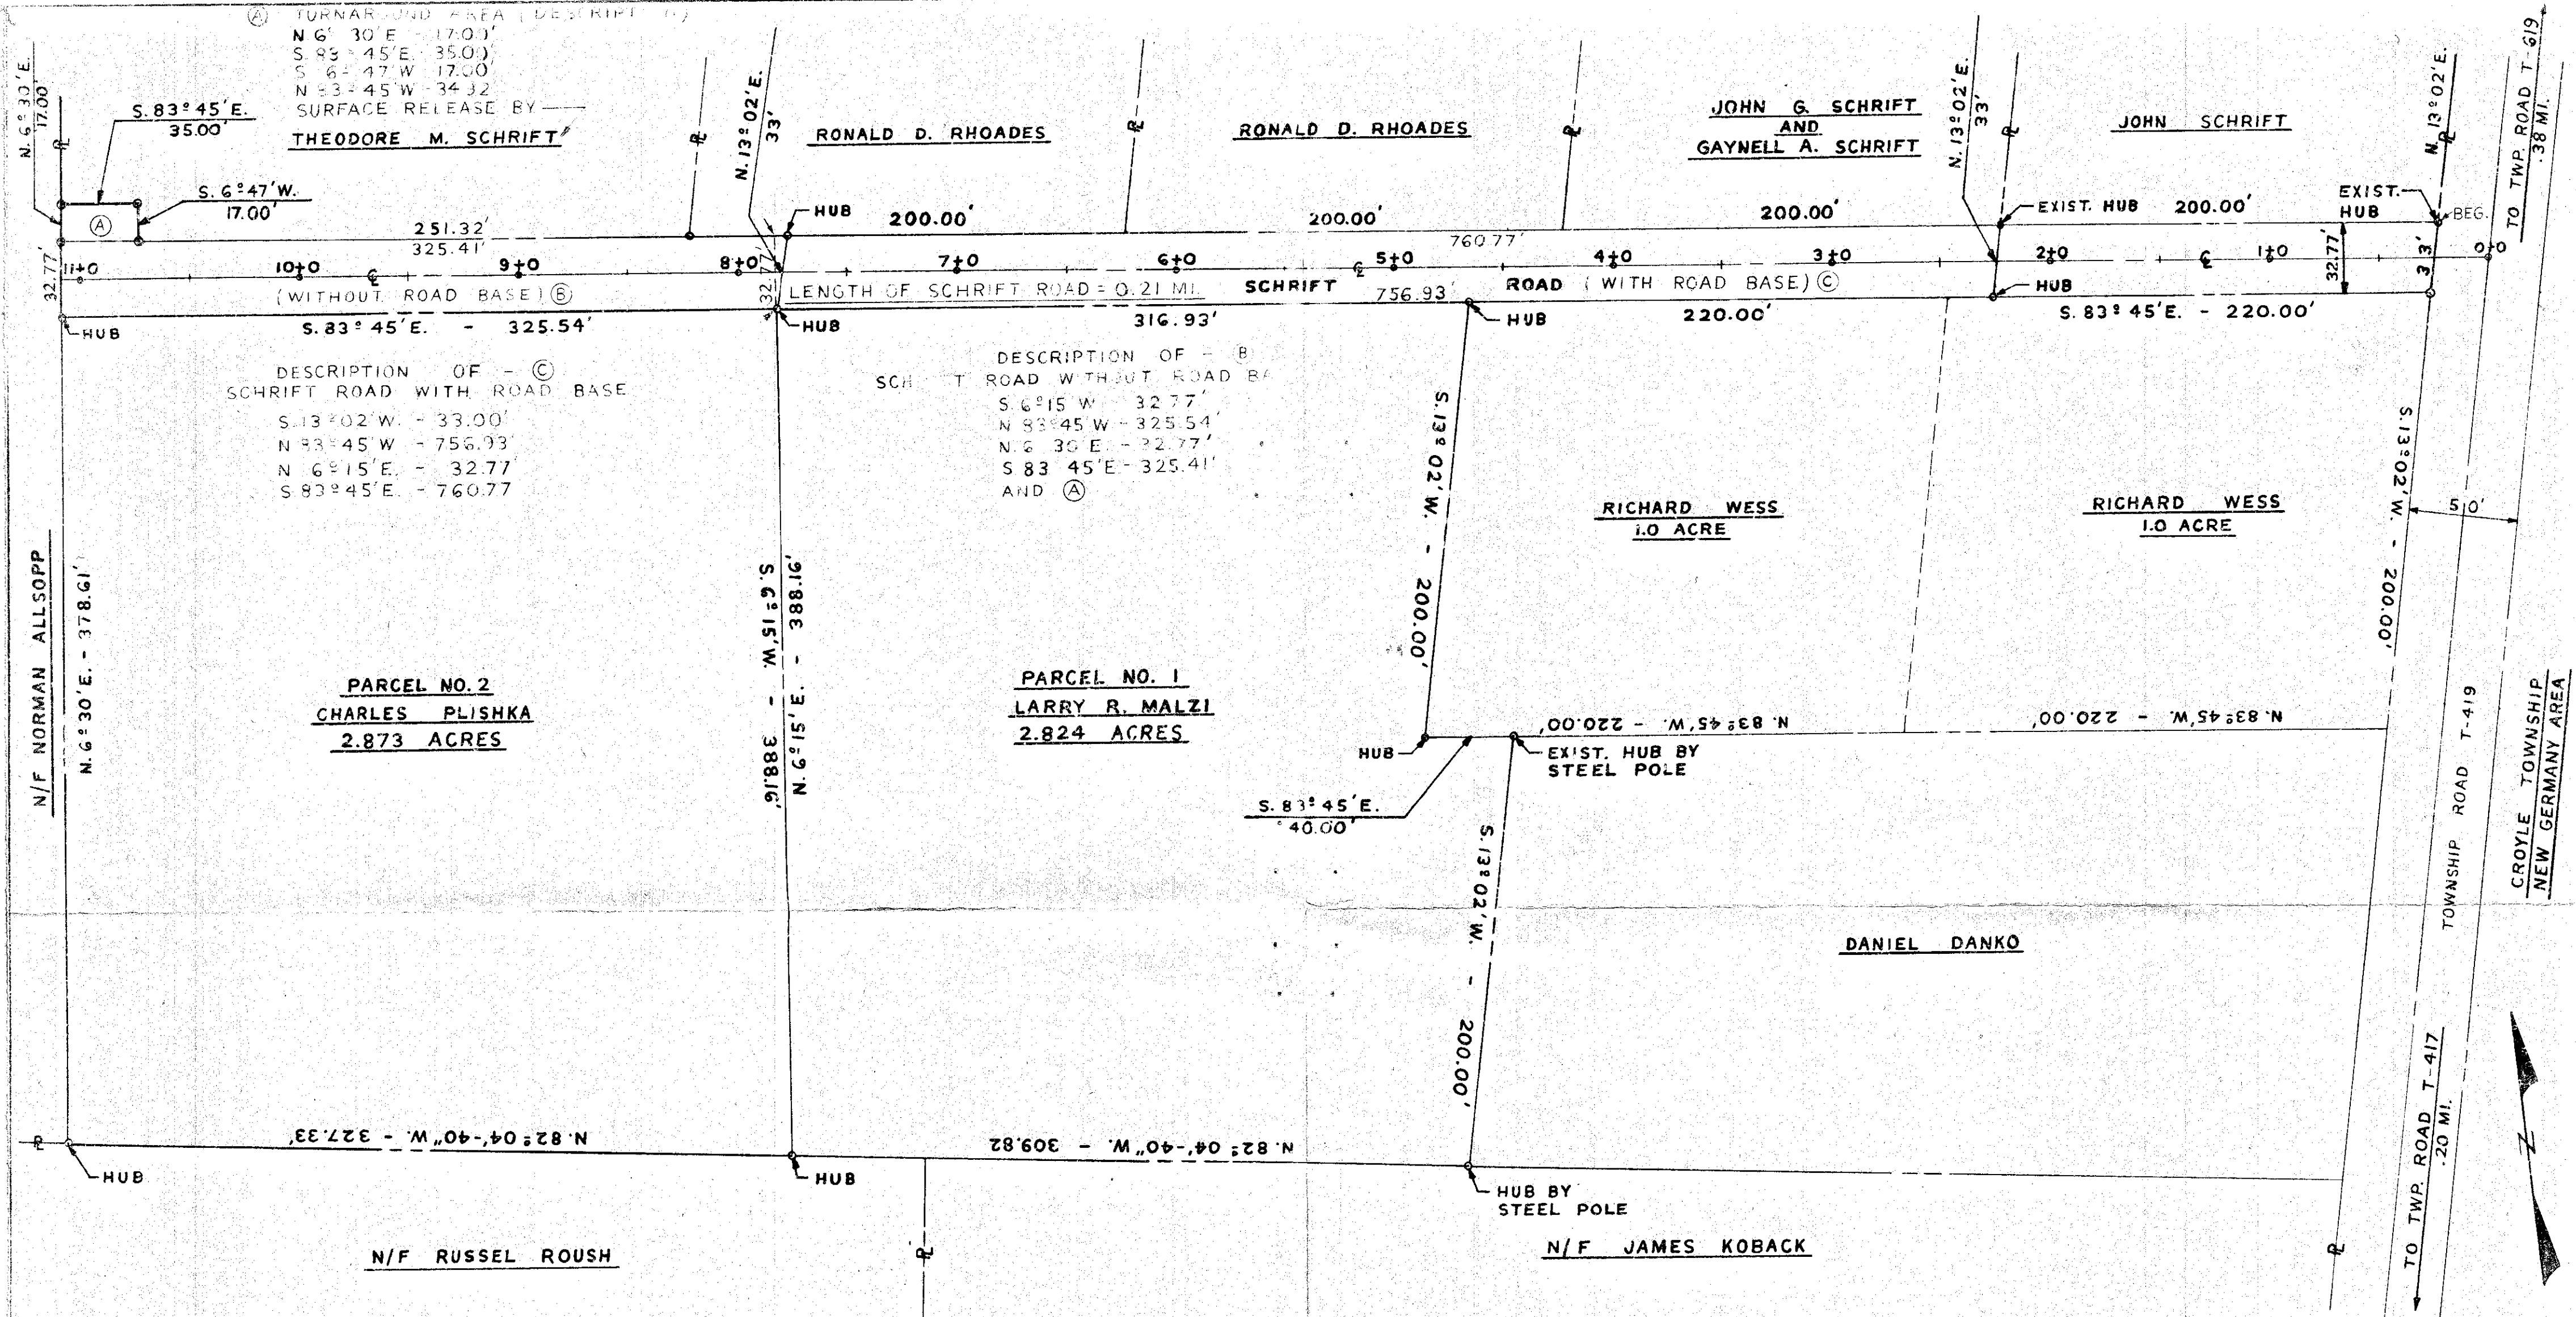 Ⓐ TURNAROUND AREA (DESCRIPTION)
N 6° 30'E - 17.00'
S. 83°45'E. 35.00'
S 6°47'W 17.00'
N 83°45'W - 34.32
SURFACE RELEASE BY
THEODORE M. SCHRIFT
N. 6°30'E.
17.00'
S. 83°45'E.
35.00'
S. 6°47'W.
17.00'
Ⓐ
N. 13°02'E.
33'
RONALD D. RHOADES
RONALD D. RHOADES
JOHN G. SCHRIFT
AND
GAYNELL A. SCHRIFT
N. 13°02'E.
33'
JOHN SCHRIFT
N. 13°02'E.
TO TWP. ROAD T-619
.38 MI.
251.32'
325.41'
HUB
200.00'
200.00'
760.77'
200.00'
EXIST. HUB
200.00'
EXIST.
HUB
BEG.
32.77'
11+0
10+0
9+0
8+0
32.77'
7+0
6+0
5+0
4+0
3+0
2+0
1+0
0+0
32.77'
33'
(WITHOUT ROAD BASE) Ⓑ
LENGTH OF SCHRIFT ROAD = 0.21 MI.
SCHRIFT ROAD (WITH ROAD BASE) Ⓒ
756.93'
HUB
S. 83°45'E. - 325.54'
HUB
316.93'
HUB
220.00'
HUB
S. 83°45'E. - 220.00'
DESCRIPTION OF - Ⓒ
SCHRIFT ROAD WITH ROAD BASE
S. 13°02'W. - 33.00'
N 83°45'W - 756.93'
N 6°15'E. - 32.77'
S 83°45'E. - 760.77
DESCRIPTION OF - Ⓑ
ROAD WITHOUT ROAD
S. 6°15'W 32.77'
N 83°45'W - 325.54'
N. 6 30'E. - 32.77'
S 83 45'E - 325.41'
AND Ⓐ
N/F NORMAN ALLSOPP
N. 6°30'E. - 378.61'
PARCEL NO. 2
CHARLES PLISHKA
2.873 ACRES
S. 6°15'W. - 388.16'
N. 6°15'E. - 388.16'
PARCEL NO. 1
LARRY R. MALZI
2.824 ACRES
S. 13°02'W. - 200.00'
RICHARD WESS
1.0 ACRE
RICHARD WESS
1.0 ACRE
S. 13°02'W. - 200.00'
50'
HUB
N. 83°45'W. - 220.00'
N. 83°45'W. - 220.00'
EXIST. HUB BY
STEEL POLE
S. 83°45'E.
40.00'
S. 13°02'W. - 200.00'
DANIEL DANKO
TOWNSHIP ROAD T-419
CROYLE TOWNSHIP
NEW GERMANY AREA
N. 82°04'-40"W. - 327.33'
HUB
N. 82°04'-40"W. - 309.82
HUB
HUB BY
STEEL POLE
N/F RUSSEL ROUSH
N/F JAMES KOBACK
TO TWP. ROAD T-417
.20 MI.
N